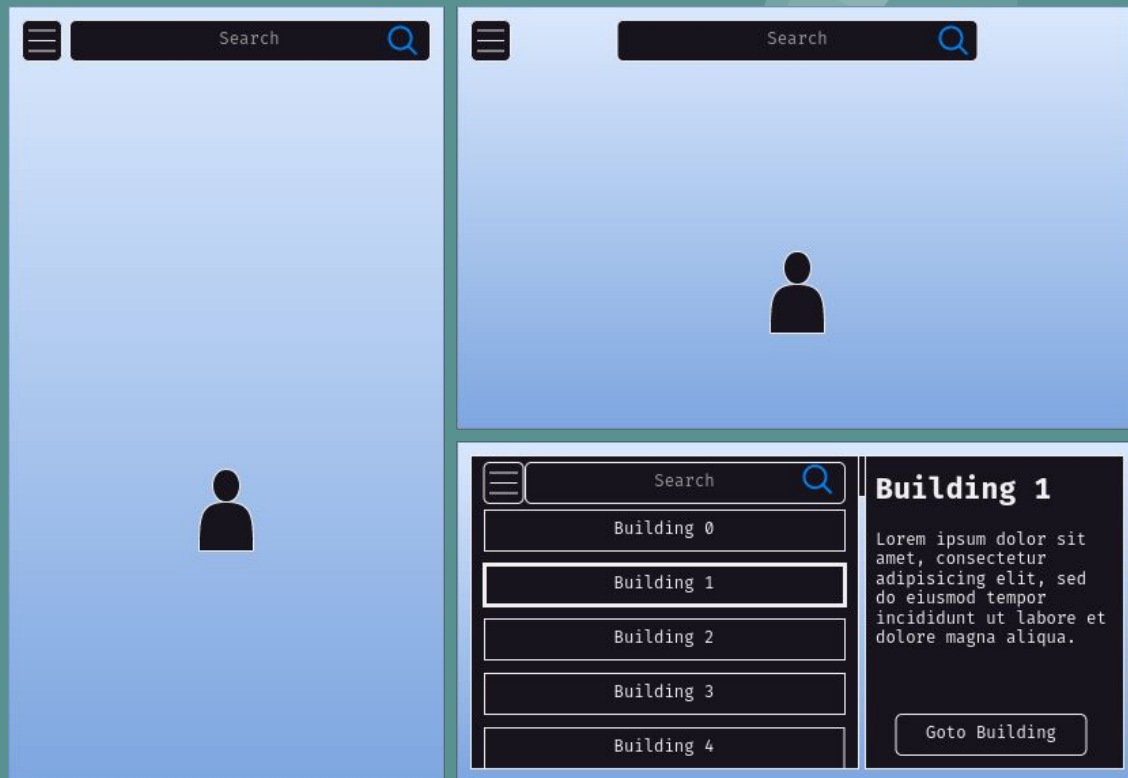 Search
Search
Search
Building 0
Building 1
Building 2
Building 3
Building 4
Building 1
Lorem ipsum dolor sit
amet, consectetur
adipisicing elit, sed
do eiusmod tempor
incididunt ut labore et
dolore magna aliqua.
Goto Building